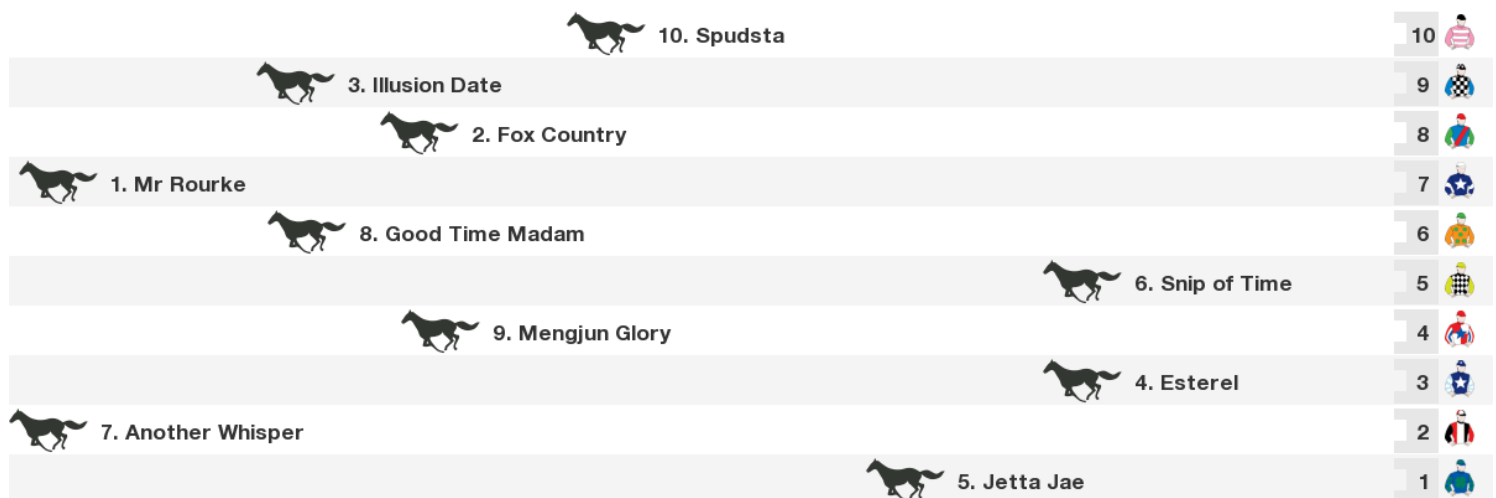 10. Spudsta 10
3. Illusion Date 9
2. Fox Country 8
1. Mr Rourke 7
8. Good Time Madam 6
6. Snip of Time 5
9. Mengjun Glory 4
4. Esterel 3
7. Another Whisper 2
5. Jetta Jae 1